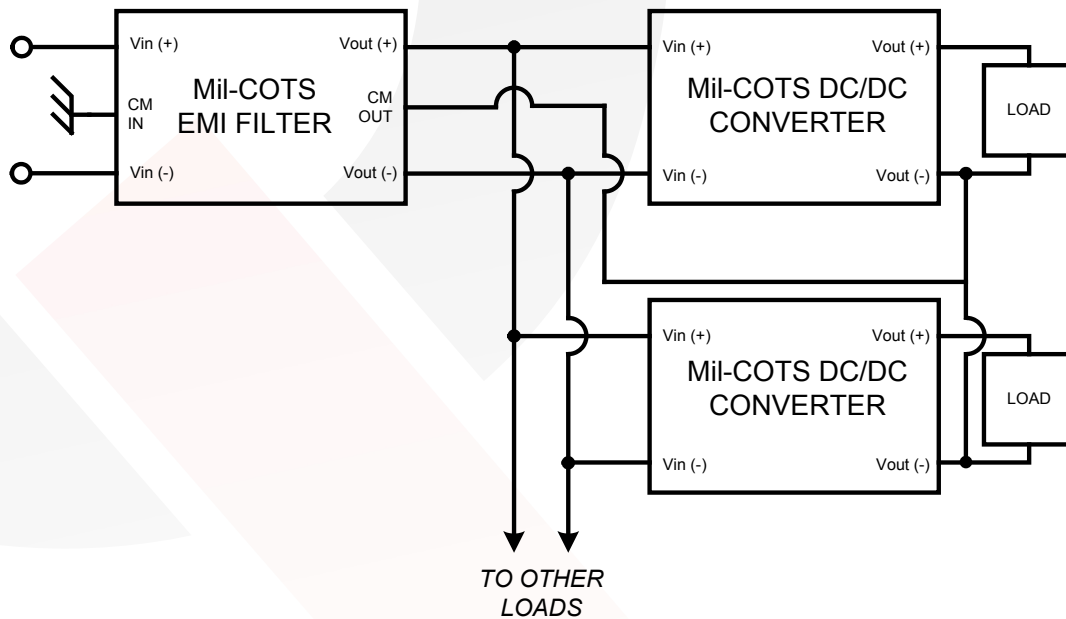 Vin (+)
Vout (+)
Mil-COTS
EMI FILTER
CM
IN
CM
OUT
Vin (-)
Vout (-)
Vin (+)
Vout (+)
Mil-COTS DC/DC
CONVERTER
Vin (-)
Vout (-)
LOAD
Vin (+)
Vout (+)
Mil-COTS DC/DC
CONVERTER
Vin (-)
Vout (-)
LOAD
TO OTHER
LOADS